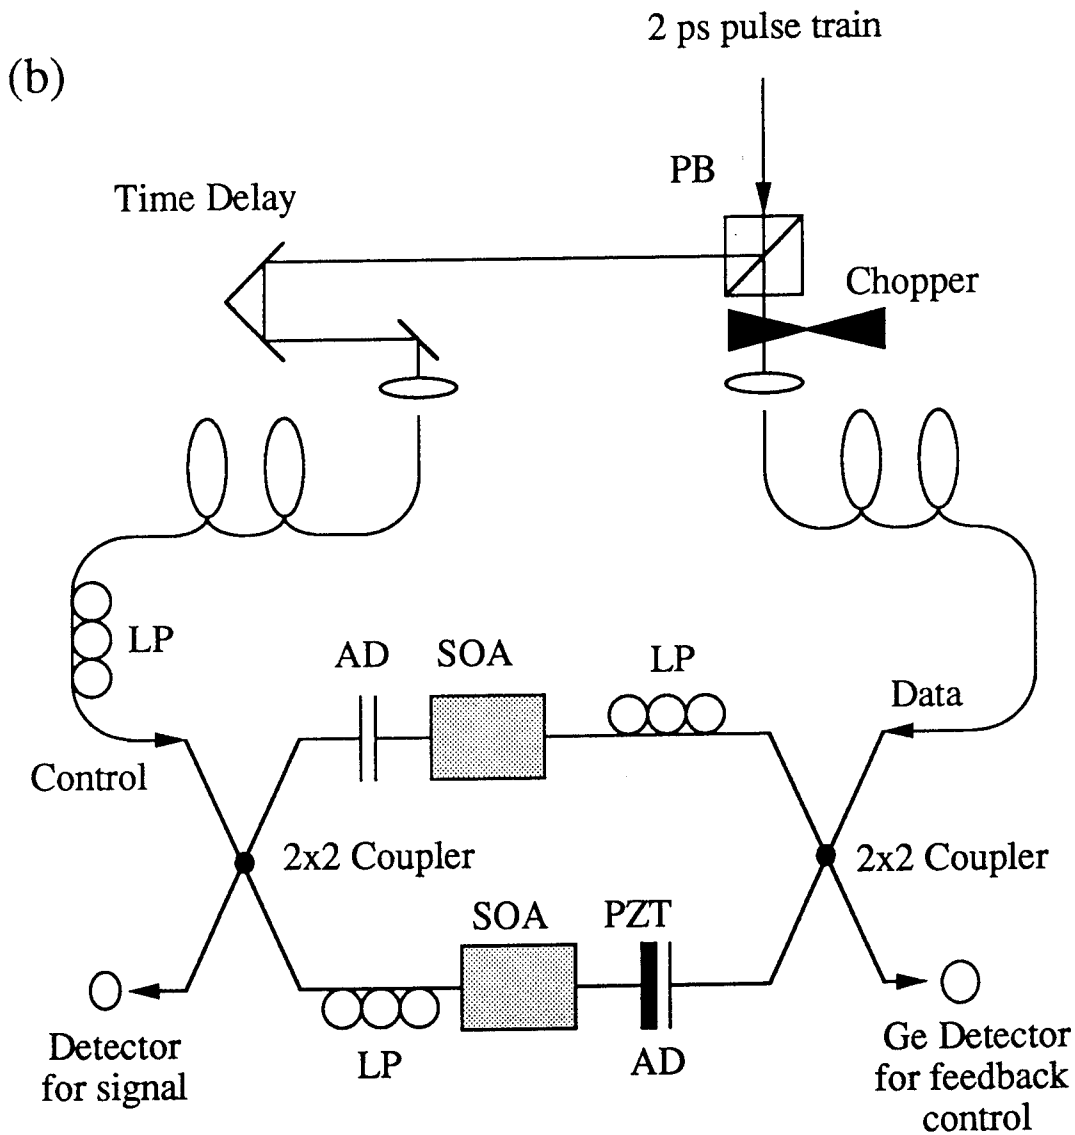 2 ps pulse train
(b)
PB
Time Delay
Chopper
LP
AD
SOA
LP
Data
Control
2x2 Coupler
2x2 Coupler
SOA
PZT
LP
AD
Detector
for signal
Ge Detector
for feedback
control